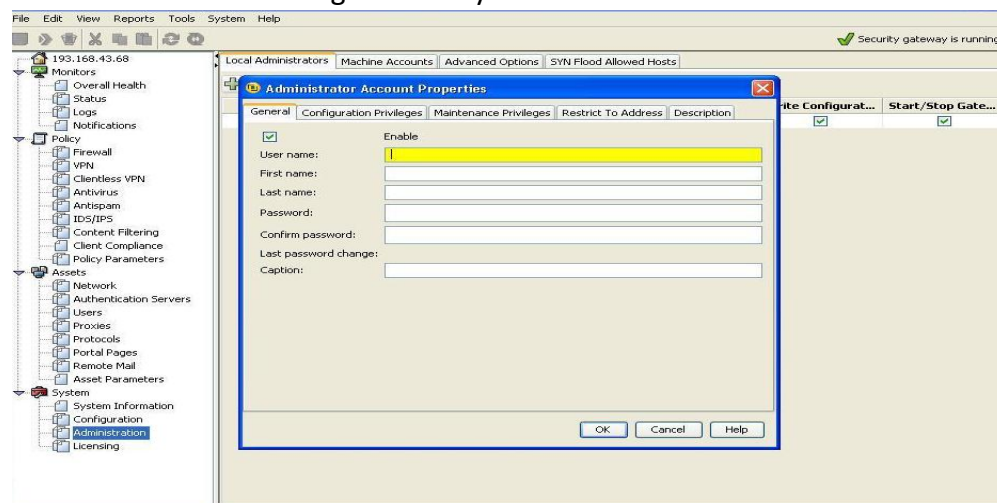 File Edit View Reports Tools System Help
Security gateway is running
193.168.43.68
Monitors
Overall Health
Status
Logs
Notifications
Policy
Firewall
VPN
Clientless VPN
Antivirus
Antispam
IDS/IPS
Content Filtering
Client Compliance
Policy Parameters
Assets
Network
Authentication Servers
Users
Proxies
Protocols
Portal Pages
Remote Mail
Asset Parameters
System
System Information
Configuration
Administration
Licensing
Local Administrators Machine Accounts Advanced Options SYN Flood Allowed Hosts
ite Configurat... Start/Stop Gate...
Administrator Account Properties
General Configuration Privileges Maintenance Privileges Restrict To Address Description
Enable
User name:
First name:
Last name:
Password:
Confirm password:
Last password change:
Caption:
OK Cancel Help